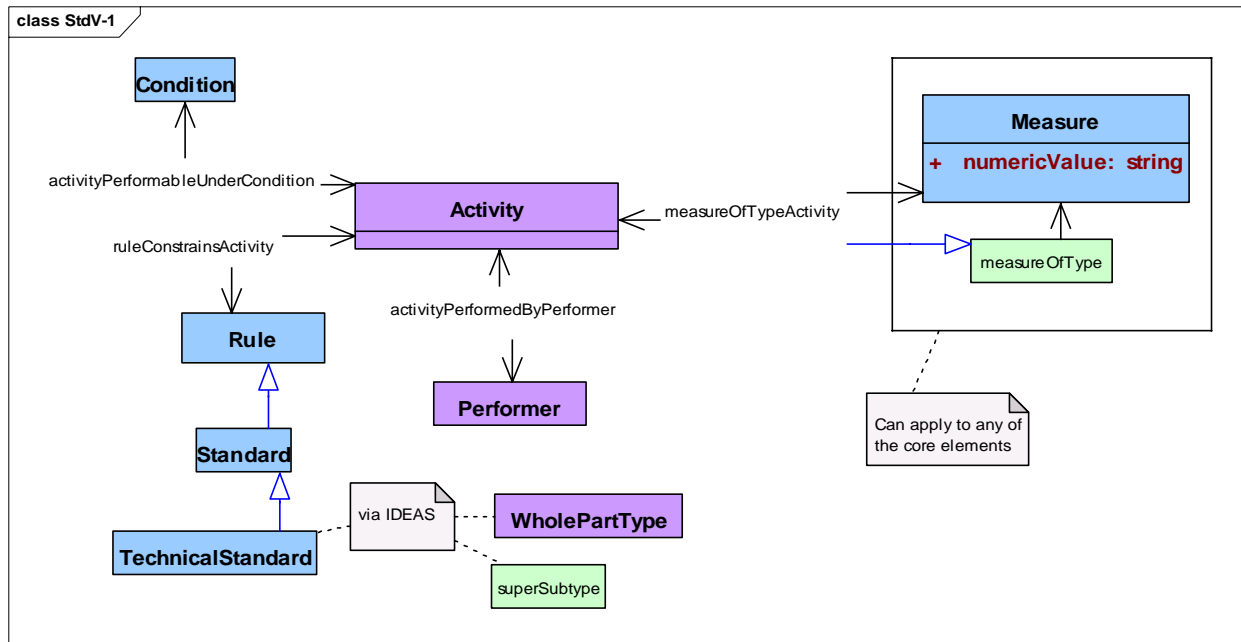 class StdV-1
Condition
Measure
+ numericValue: string
activityPerformableUnderCondition
Activity
measureOfTypeActivity
ruleConstrainsActivity
measureOfType
activityPerformedByPerformer
Rule
Performer
Can apply to any of
the core elements
Standard
via IDEAS
WholePartType
TechnicalStandard
superSubtype